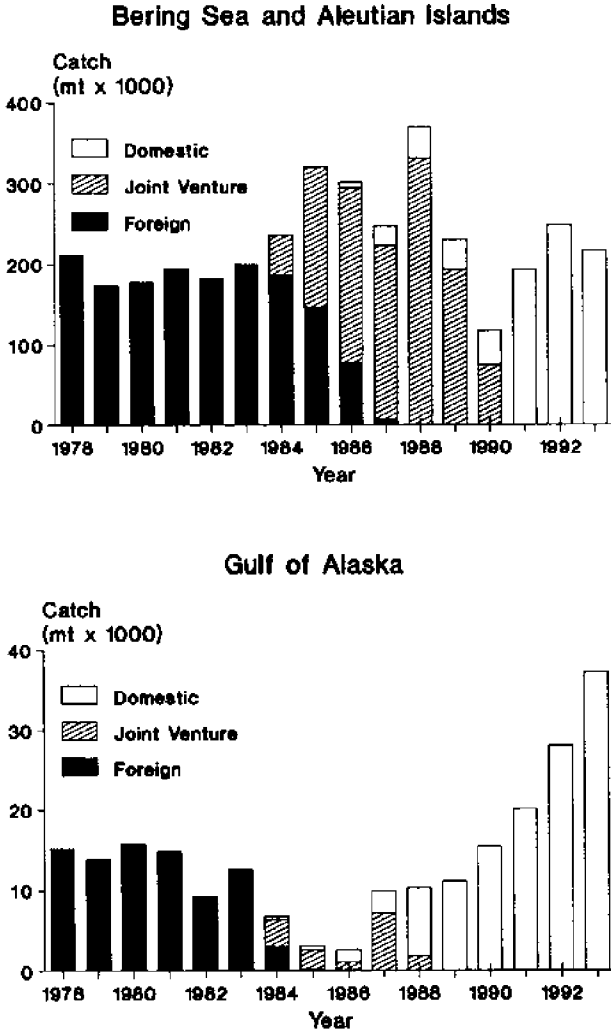 Bering Sea and Aleutian Islands
Catch
(mt x 1000)
400
300
200
100
0
Domestic
Joint Venture
Foreign
1978 1980 1982 1984 1986 1988 1990 1992
Year
Gulf of Alaska
Catch
(mt x 1000)
40
30
20
10
0
Domestic
Joint Venture
Foreign
1978 1980 1982 1984 1986 1988 1990 1992
Year